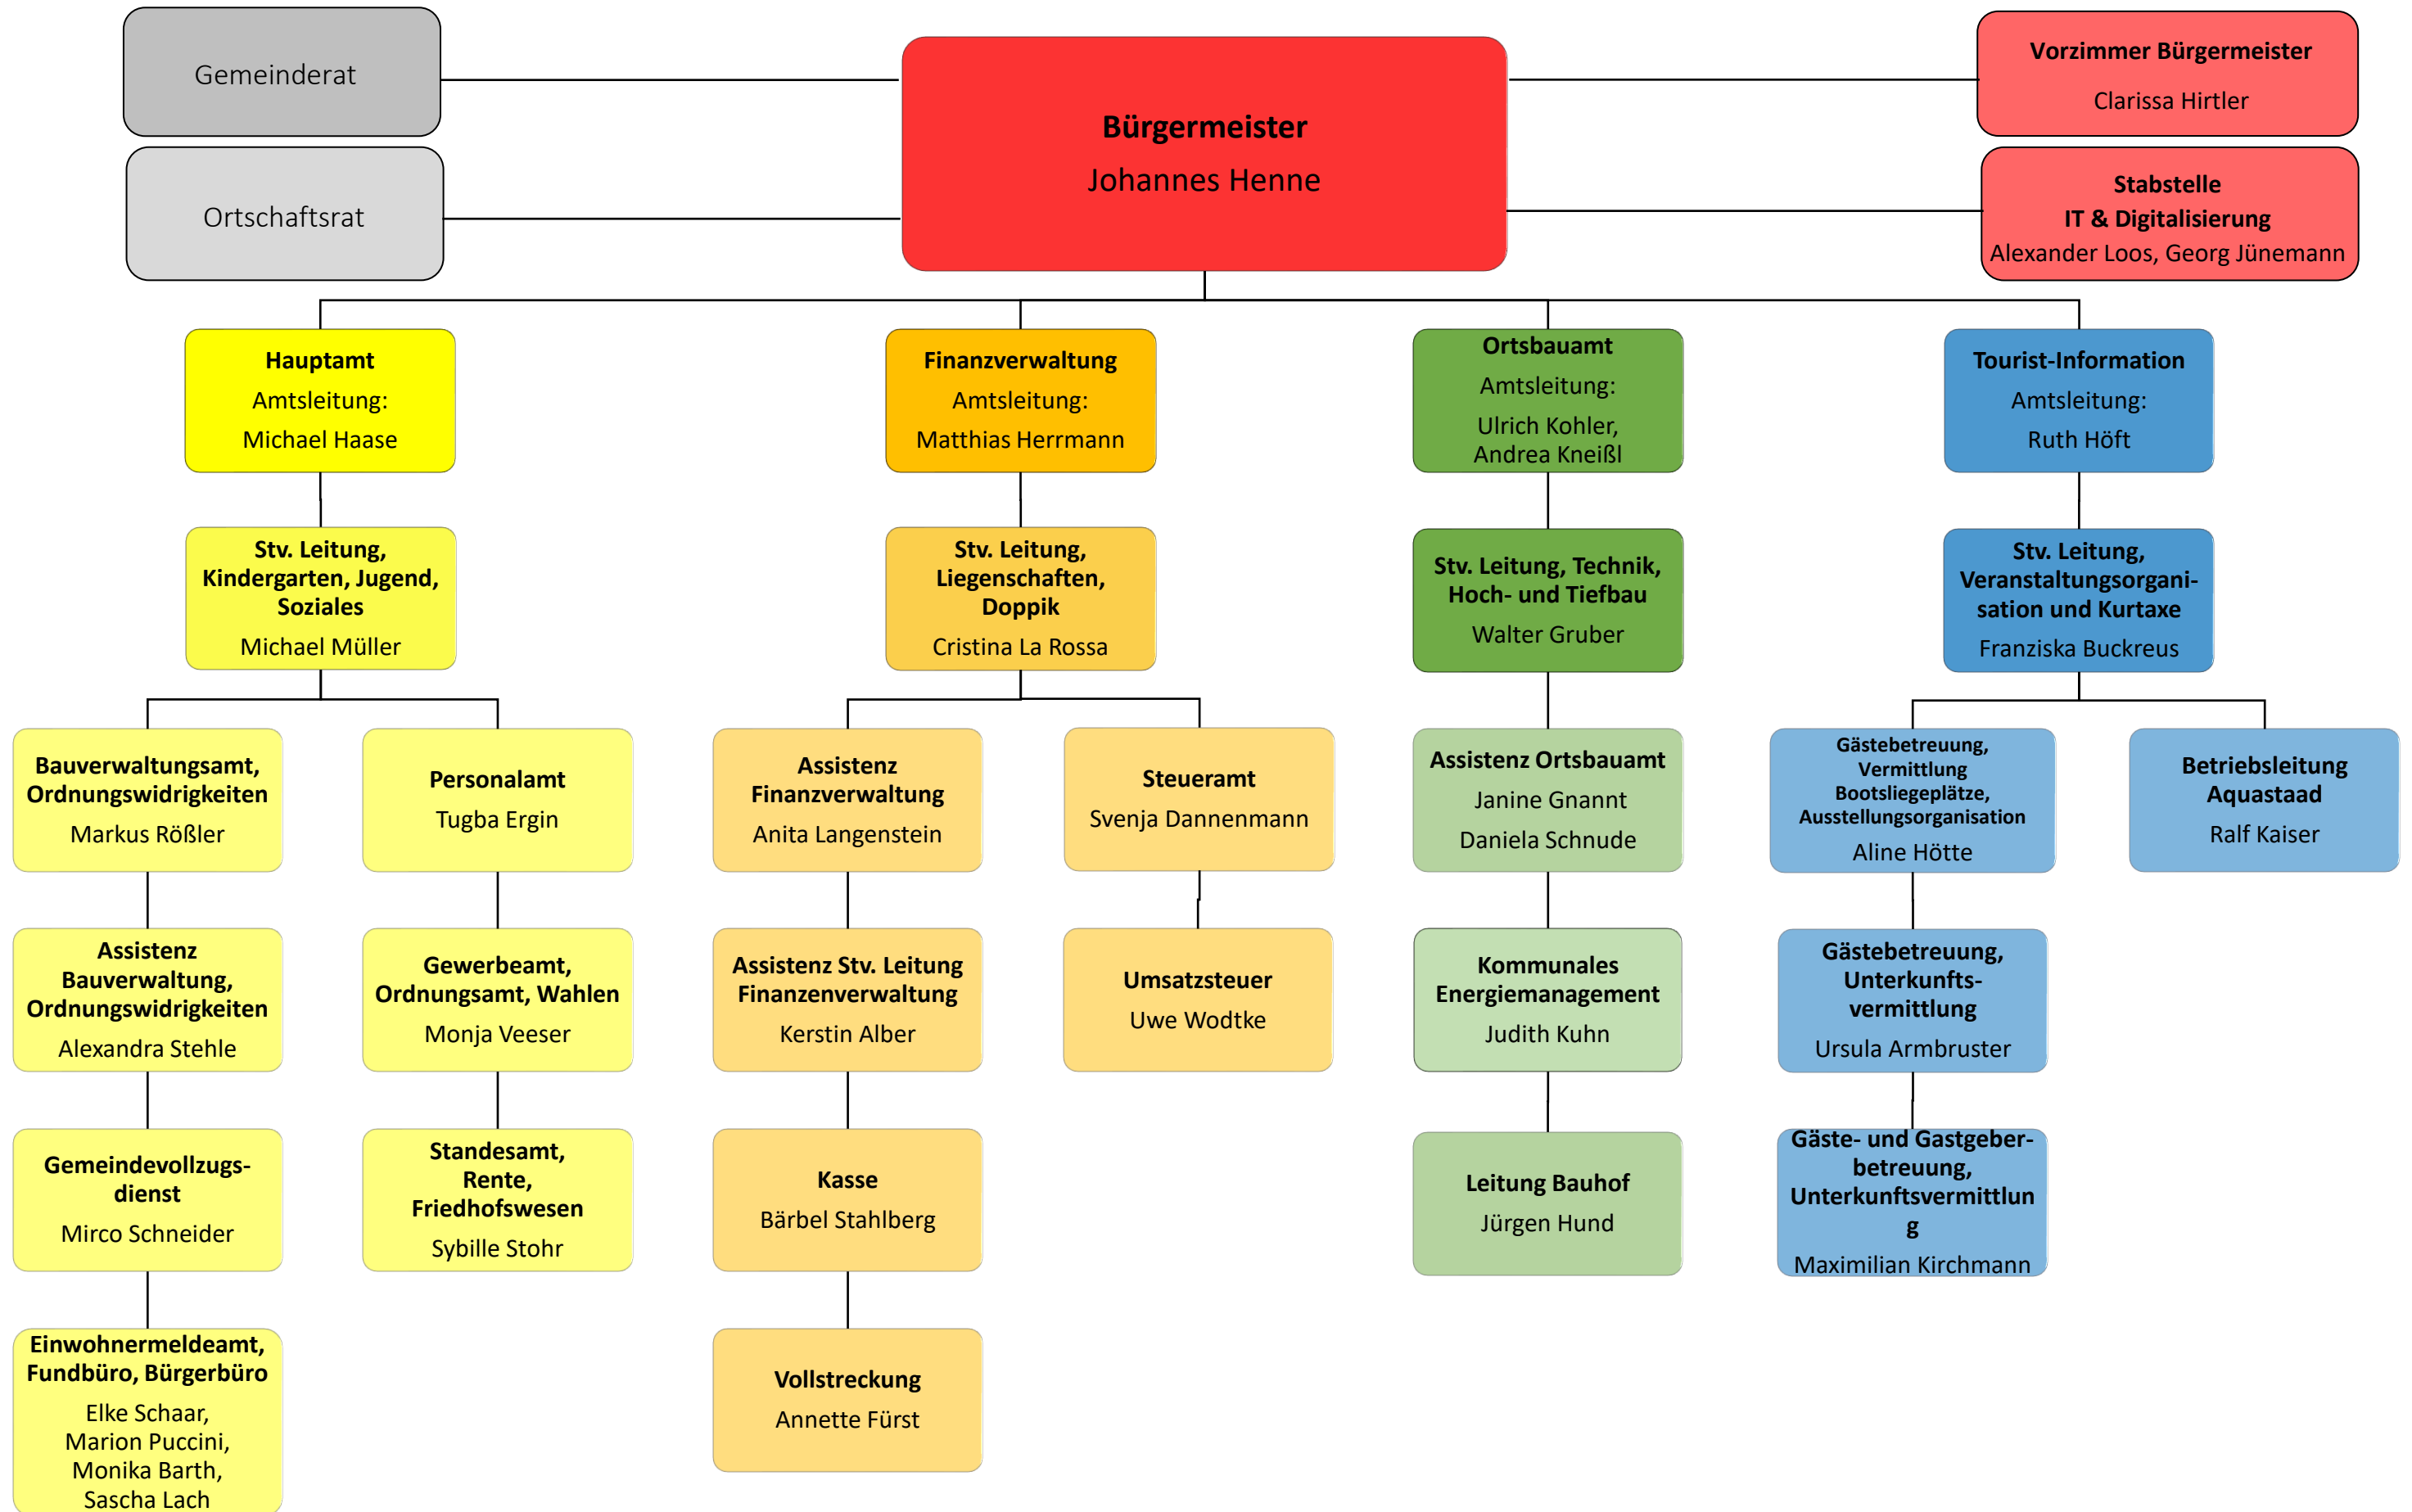 Gemeinderat
Ortschaftsrat
Bürgermeister
Johannes Henne
Vorzimmer Bürgermeister
Clarissa Hirtler
Stabstelle
IT & Digitalisierung
Alexander Loos, Georg Jünemann
Hauptamt
Amtsleitung:
Michael Haase
Finanzverwaltung
Amtsleitung:
Matthias Herrmann
Ortsbauamt
Amtsleitung:
Ulrich Kohler,
Andrea Kneißl
Tourist-Information
Amtsleitung:
Ruth Höft
Stv. Leitung,
Kindergarten, Jugend,
Soziales
Michael Müller
Stv. Leitung,
Liegenschaften,
Doppik
Cristina La Rossa
Stv. Leitung, Technik,
Hoch- und Tiefbau
Walter Gruber
Stv. Leitung,
Veranstaltungsorgani-
sation und Kurtaxe
Franziska Buckreus
Bauverwaltungsamt,
Ordnungswidrigkeiten
Markus Rößler
Personalamt
Tugba Ergin
Assistenz
Finanzverwaltung
Anita Langenstein
Steueramt
Svenja Dannenmann
Assistenz Ortsbauamt
Janine Gnannt
Daniela Schnude
Gästebetreuung,
Vermittlung
Bootsliegeplätze,
Ausstellungsorganisation
Aline Hötte
Betriebsleitung
Aquastaad
Ralf Kaiser
Assistenz
Bauverwaltung,
Ordnungswidrigkeiten
Alexandra Stehle
Gewerbeamt,
Ordnungsamt, Wahlen
Monja Veeser
Assistenz Stv. Leitung
Finanzenverwaltung
Kerstin Alber
Umsatzsteuer
Uwe Wodtke
Kommunales
Energiemanagement
Judith Kuhn
Gästebetreuung,
Unterkunfts-
vermittlung
Ursula Armbruster
Gemeindevollzugs-
dienst
Mirco Schneider
Standesamt,
Rente,
Friedhofswesen
Sybille Stohr
Kasse
Bärbel Stahlberg
Leitung Bauhof
Jürgen Hund
Gäste- und Gastgeber-
betreuung,
Unterkunftsvermittlun
g
Maximilian Kirchmann
Einwohnermeldeamt,
Fundbüro, Bürgerbüro
Elke Schaar,
Marion Puccini,
Monika Barth,
Sascha Lach
Vollstreckung
Annette Fürst